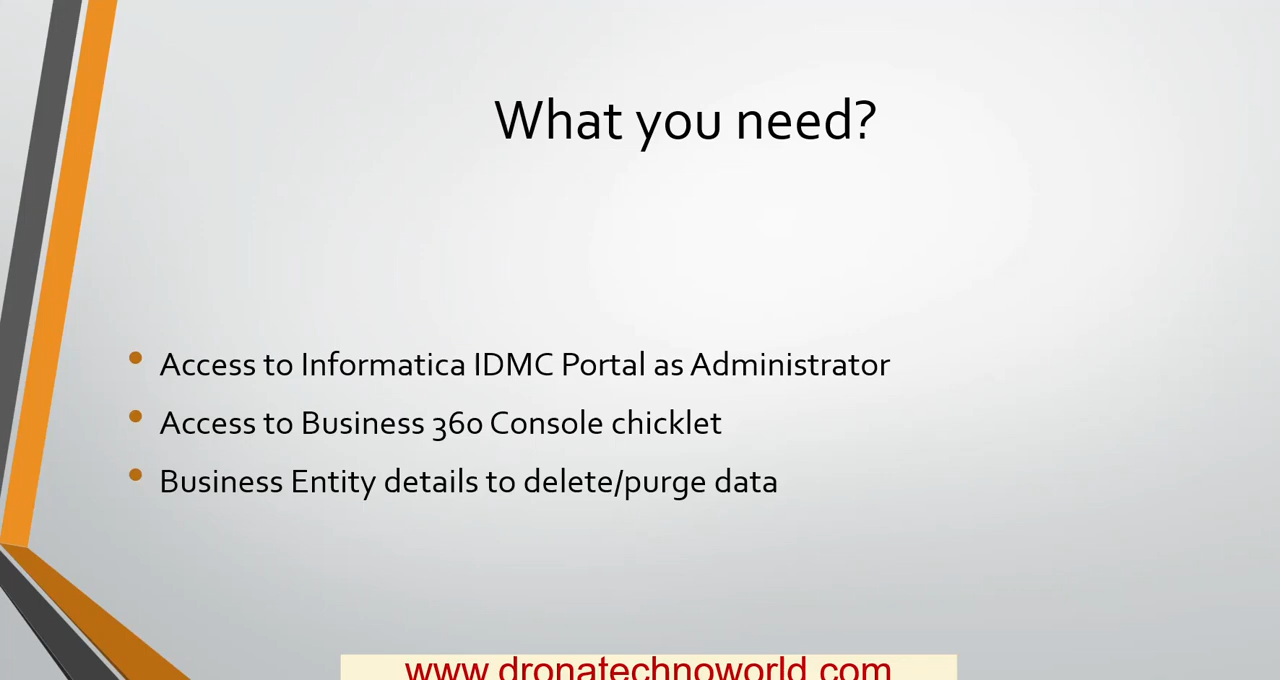 What you need?
Access to Informatica IDMC Portal as Administrator
Access to Business 360 Console chicklet
Business Entity details to delete/purge data
www.dronatechnoworld.com